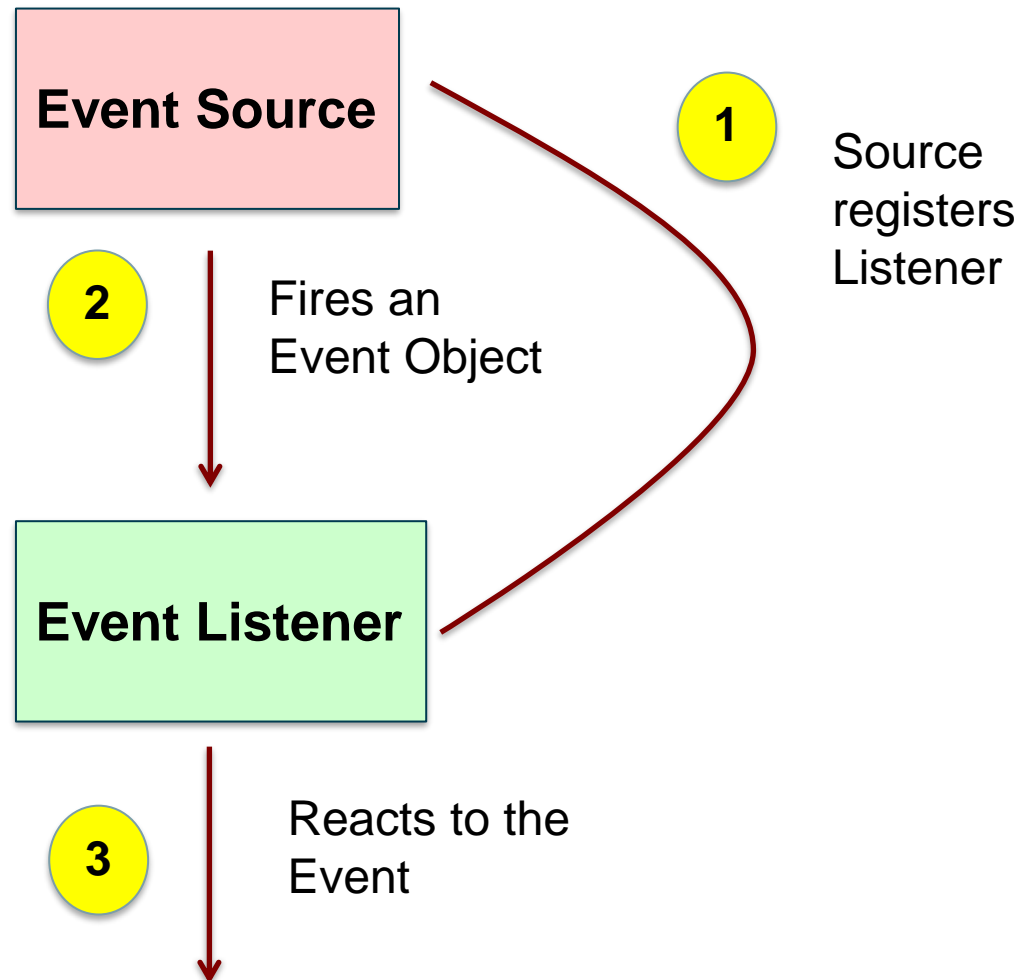 Event Source
1
Source
registers
Listener
2
Fires an
Event Object
Event Listener
3
Reacts to the
Event